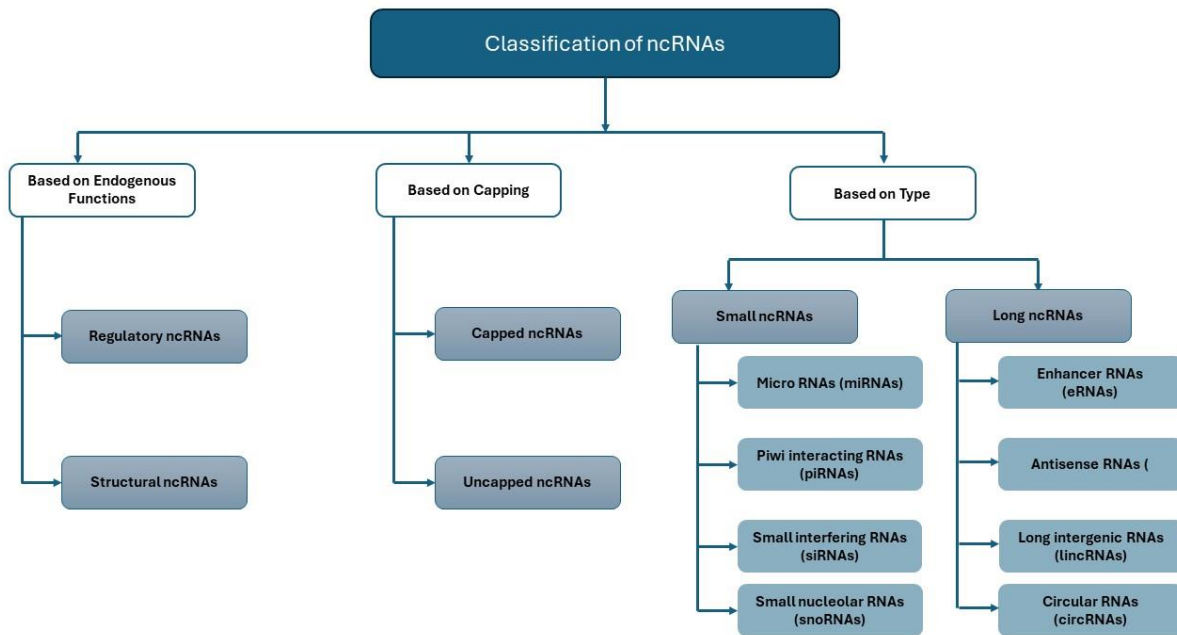 Classification of ncRNAs
Based on Endogenous
Functions
Based on Capping
Based on Type
Regulatory ncRNAs
Structural ncRNAs
Capped ncRNAs
Uncapped ncRNAs
Small ncRNAs
Micro RNAs (miRNAs)
Piwi interacting RNAs
(piRNAs)
Small interfering RNAs
(siRNAs)
Small nucleolar RNAs
(snoRNAs)
Long ncRNAs
Enhancer RNAs
(eRNAs)
Antisense RNAs (
Long intergenic RNAs
(lincRNAs)
Circular RNAs
(circRNAs)